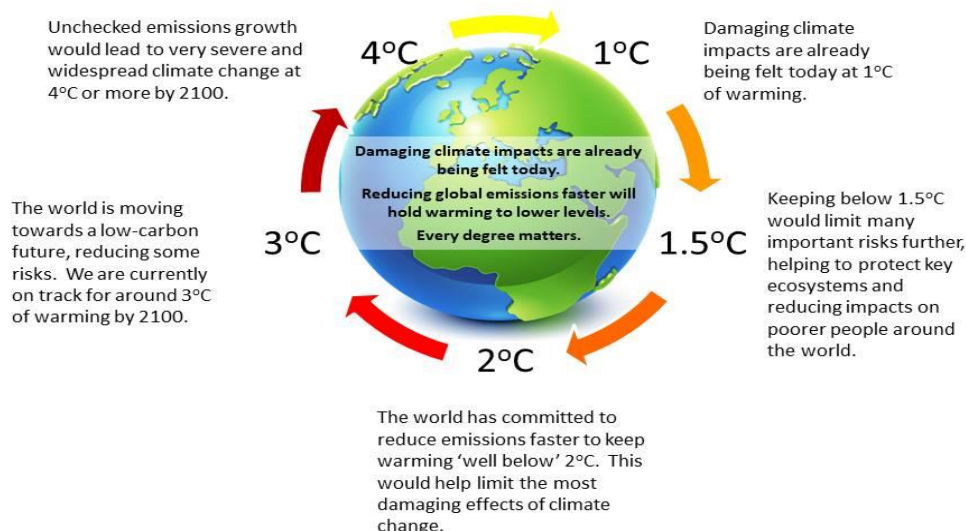 Unchecked emissions growth
would lead to very severe and
widespread climate change at
4°C or more by 2100.
4°C
1°C
Damaging climate
impacts are already
being felt today at 1°C
of warming.
Damaging climate impacts are already
being felt today.
Reducing global emissions faster will
hold warming to lower levels.
Every degree matters.
The world is moving
towards a low-carbon
future, reducing some
risks. We are currently
on track for around 3°C
of warming by 2100.
3°C
1.5°C
Keeping below 1.5°C
would limit many
important risks further,
helping to protect key
ecosystems and
reducing impacts on
poorer people around
the world.
2°C
The world has committed to
reduce emissions faster to keep
warming ‘well below’ 2°C. This
would help limit the most
damaging effects of climate
change.